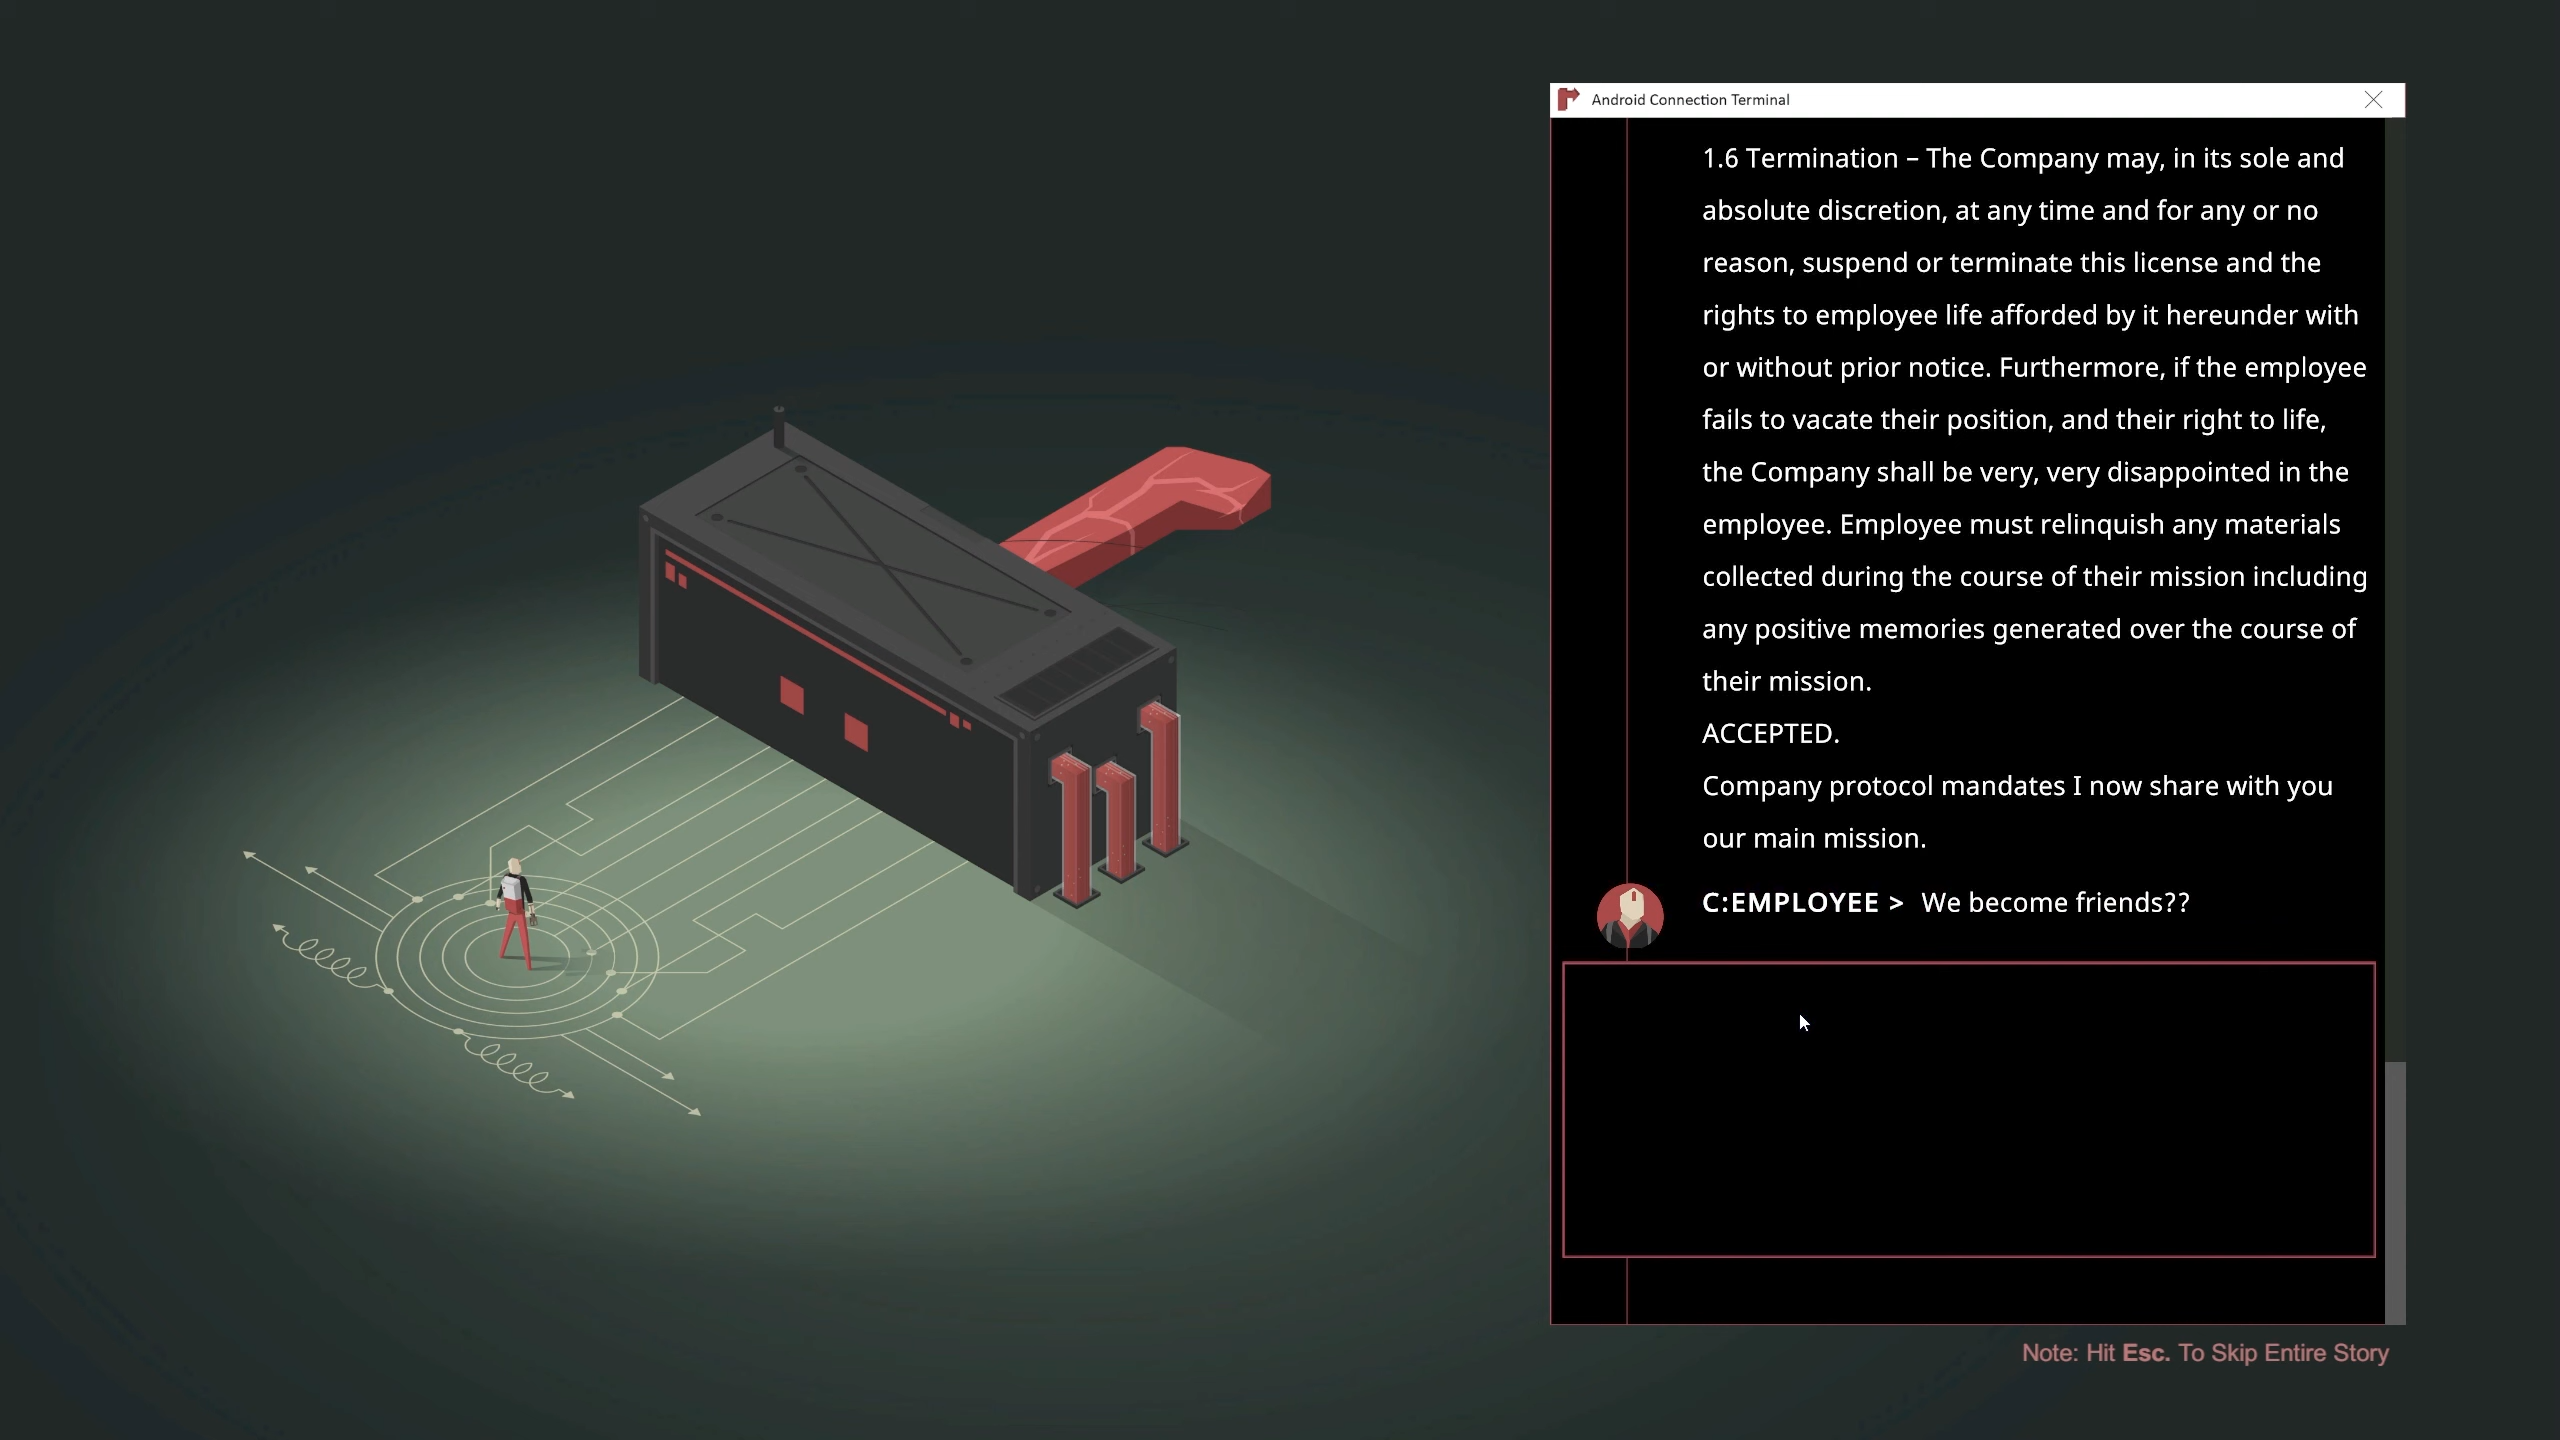 Android Connection Terminal
1.6 Termination – The Company may, in its sole and
absolute discretion, at any time and for any or no
reason, suspend or terminate this license and the
rights to employee life afforded by it hereunder with
or without prior notice. Furthermore, if the employee
fails to vacate their position, and their right to life,
the Company shall be very, very disappointed in the
employee. Employee must relinquish any materials
collected during the course of their mission including
any positive memories generated over the course of
their mission.
ACCEPTED.
Company protocol mandates I now share with you
our main mission.
C:EMPLOYEE > We become friends??
Note: Hit Esc. To Skip Entire Story